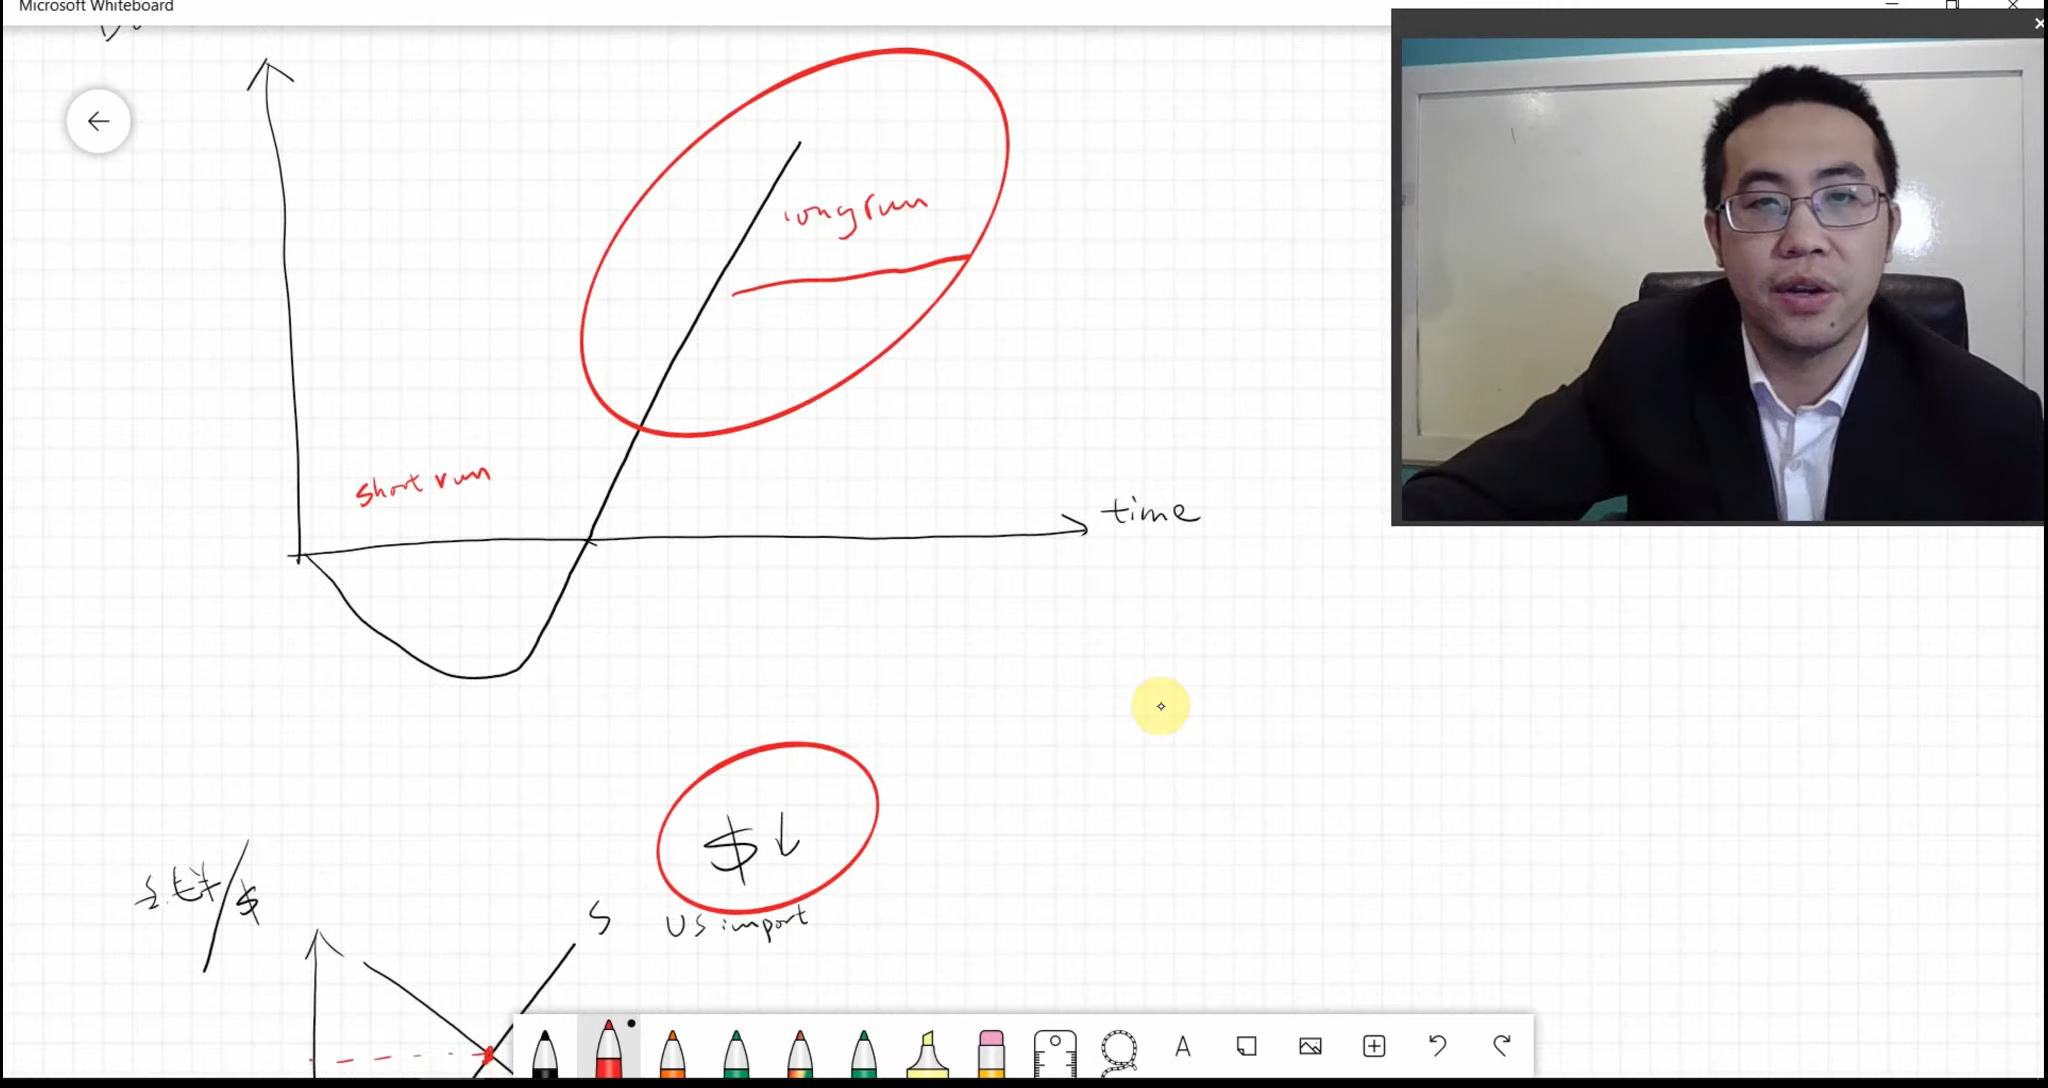 Microsoft Whiteboard
long run
short run
time
$↓
US import
S
A